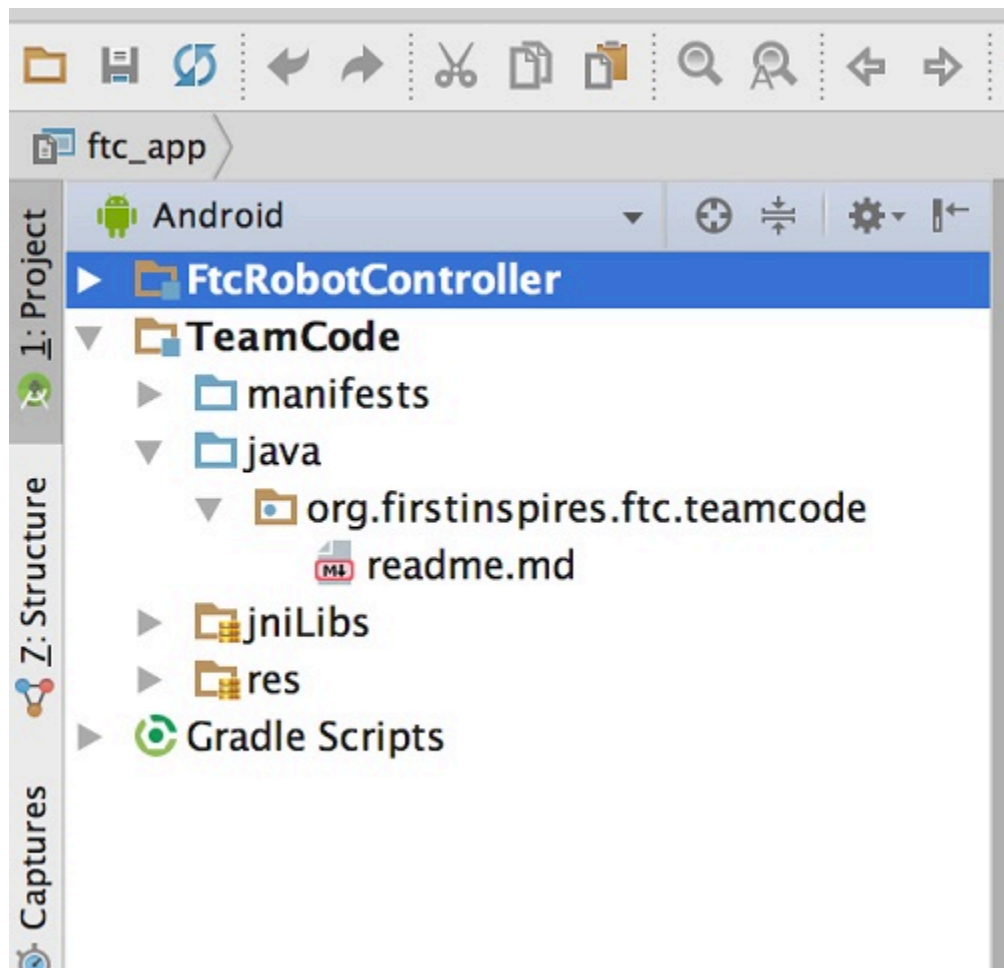 ftc_app
Android
FtcRobotController
TeamCode
manifests
java
org.firstinspires.ftc.teamcode
readme.md
jniLibs
res
Gradle Scripts
1: Project
7: Structure
Captures